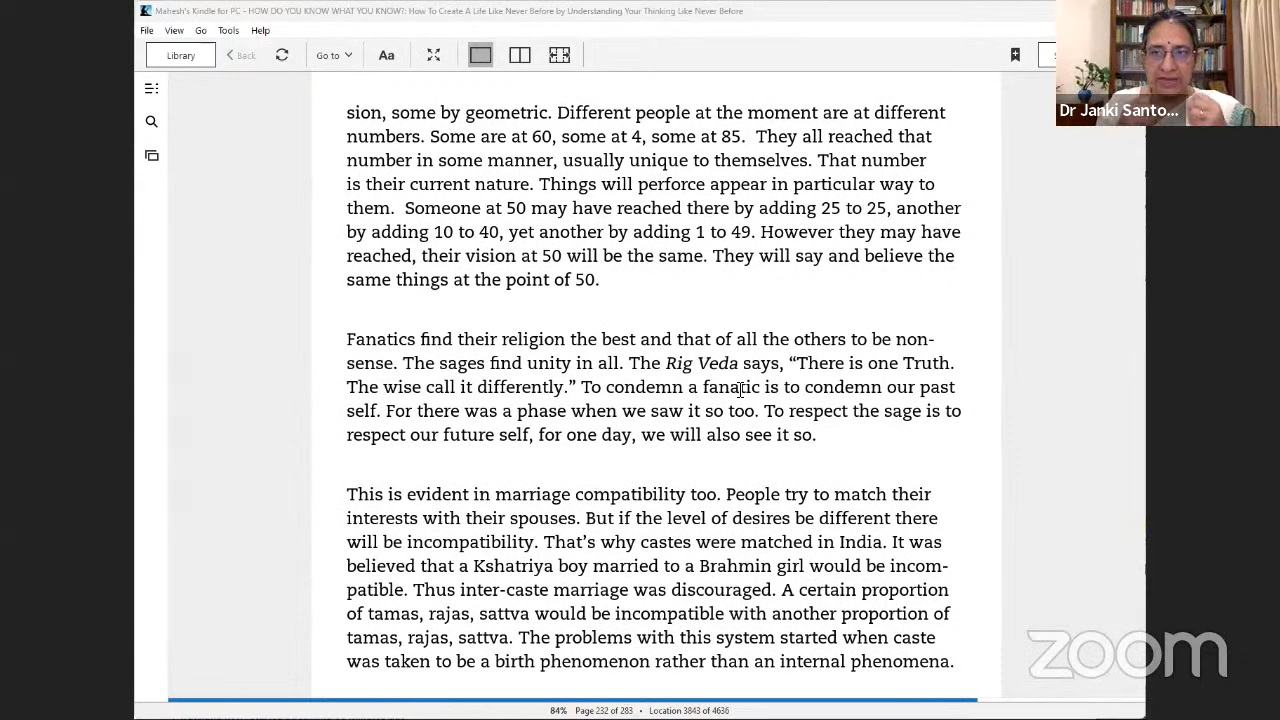 Mahesh's Kindle for PC - HOW DO YOU KNOW WHAT YOU KNOW?: How To Create A Life Like Never Before by Understanding Your Thinking Like Never Before
File View Go Tools Help
Library Back Go to Aa
Dr Janki Santo...
sion, some by geometric. Different people at the moment are at different
numbers. Some are at 60, some at 4, some at 85. They all reached that
number in some manner, usually unique to themselves. That number
is their current nature. Things will perforce appear in particular way to
them. Someone at 50 may have reached there by adding 25 to 25, another
by adding 10 to 40, yet another by adding 1 to 49. However they may have
reached, their vision at 50 will be the same. They will say and believe the
same things at the point of 50.
Fanatics find their religion the best and that of all the others to be non-
sense. The sages find unity in all. The Rig Veda says, “There is one Truth.
The wise call it differently.” To condemn a fanatic is to condemn our past
self. For there was a phase when we saw it so too. To respect the sage is to
respect our future self, for one day, we will also see it so.
This is evident in marriage compatibility too. People try to match their
interests with their spouses. But if the level of desires be different there
will be incompatibility. That’s why castes were matched in India. It was
believed that a Kshatriya boy married to a Brahmin girl would be incom-
patible. Thus inter-caste marriage was discouraged. A certain proportion
of tamas, rajas, sattva would be incompatible with another proportion of
tamas, rajas, sattva. The problems with this system started when caste
was taken to be a birth phenomenon rather than an internal phenomena.
zoom
84% Page 232 of 283 • Location 3843 of 4636